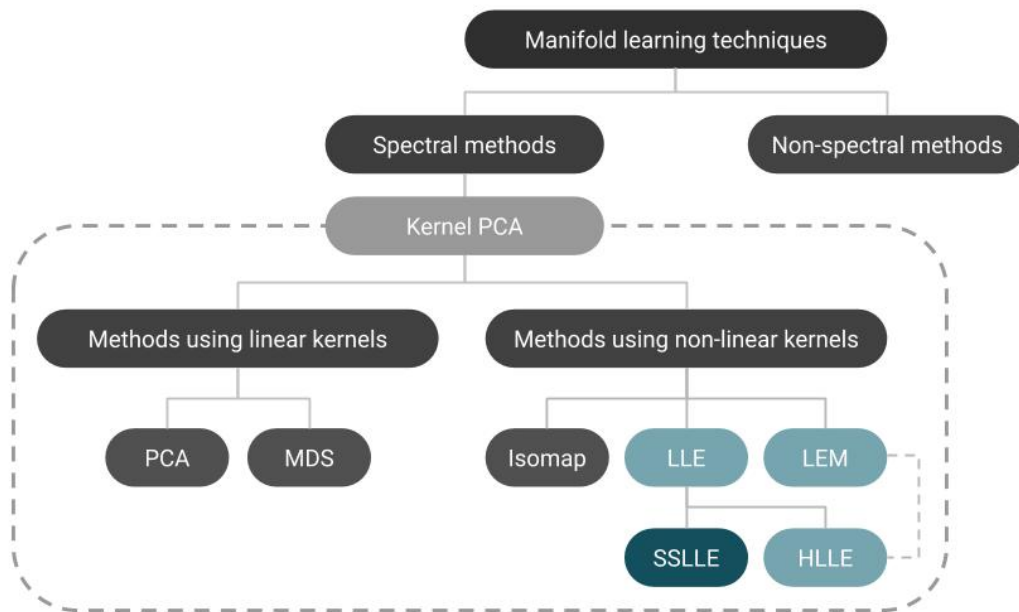 Manifold learning techniques
Spectral methods
Non-spectral methods
Kernel PCA
Methods using linear kernels
Methods using non-linear kernels
PCA
MDS
Isomap
LLE
LEM
SSLLE
HLLE